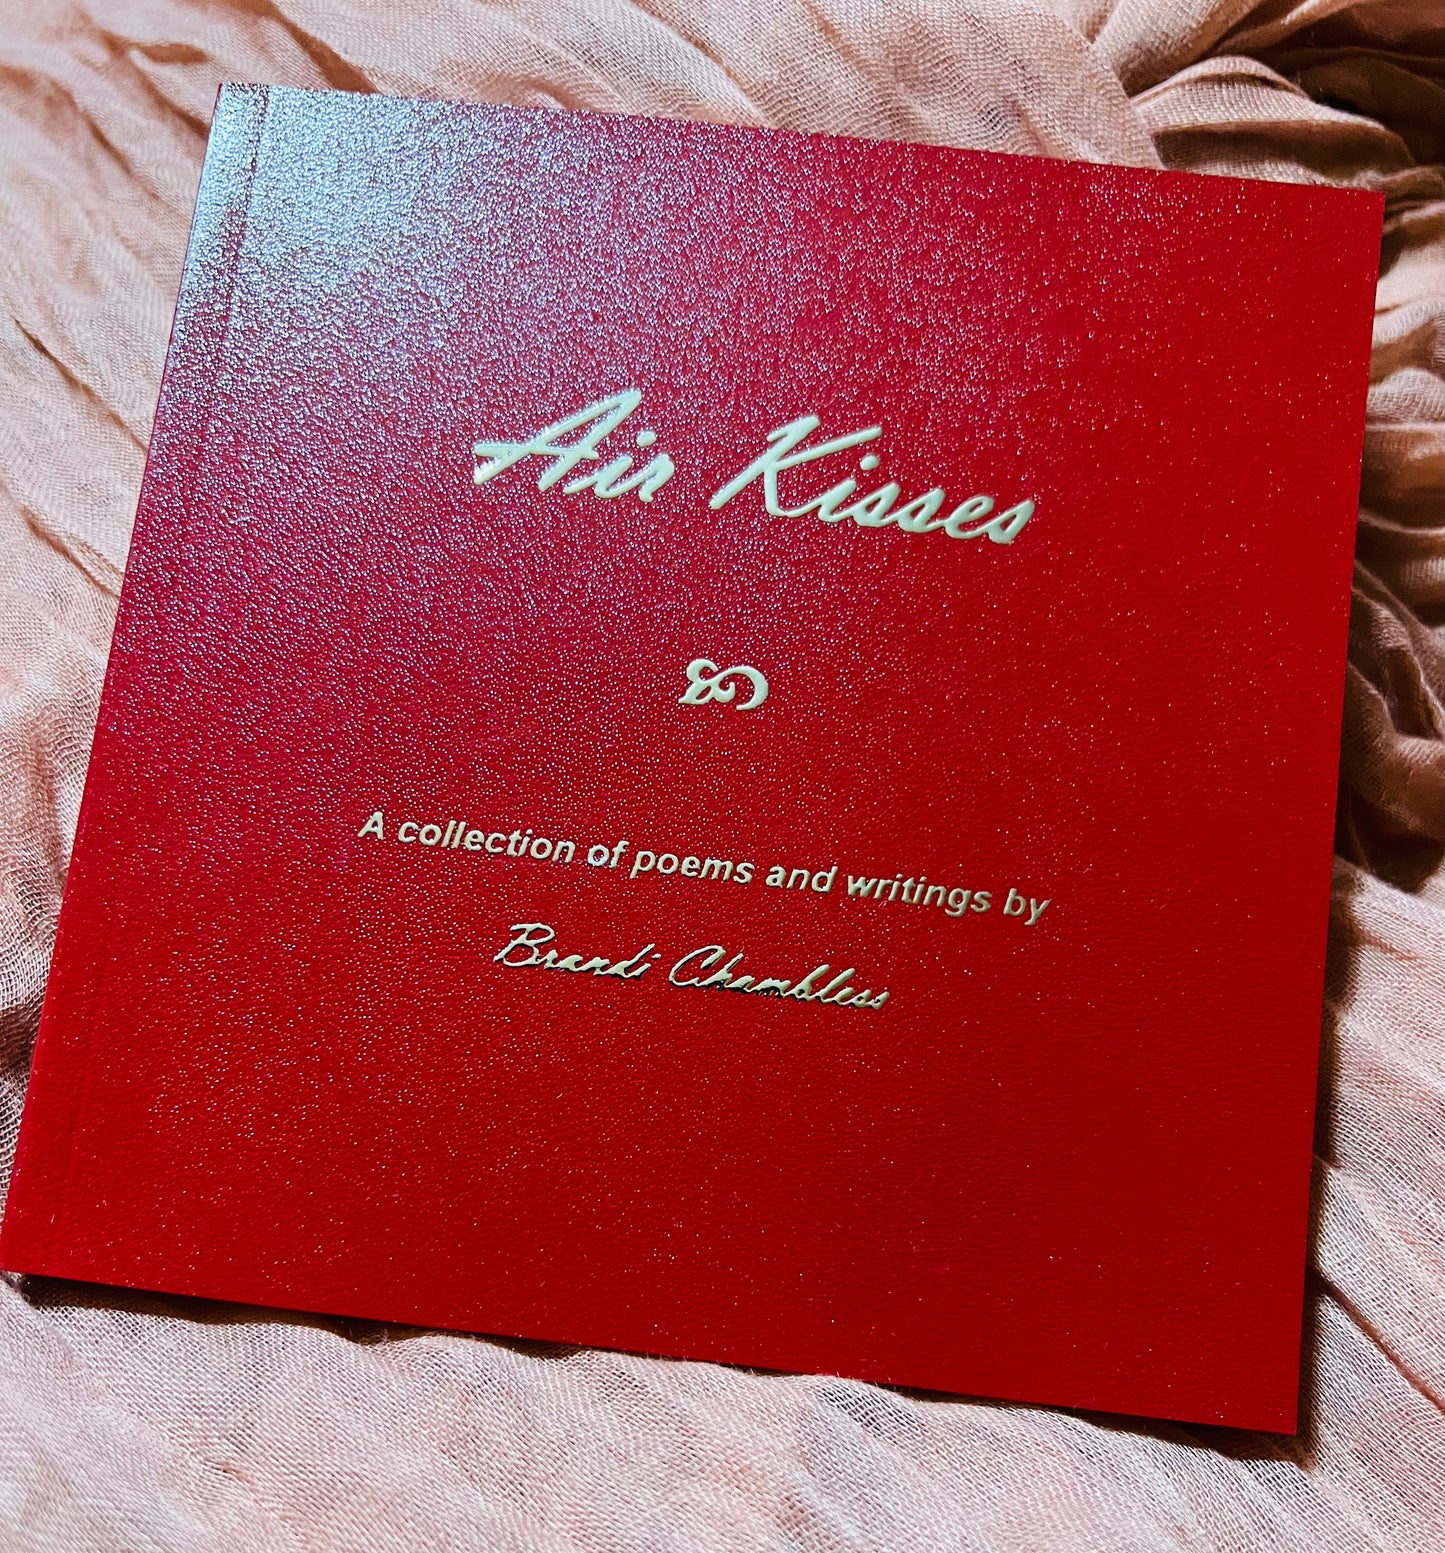 Air Kisses
A collection of poems and writings by
Brandi Chambless